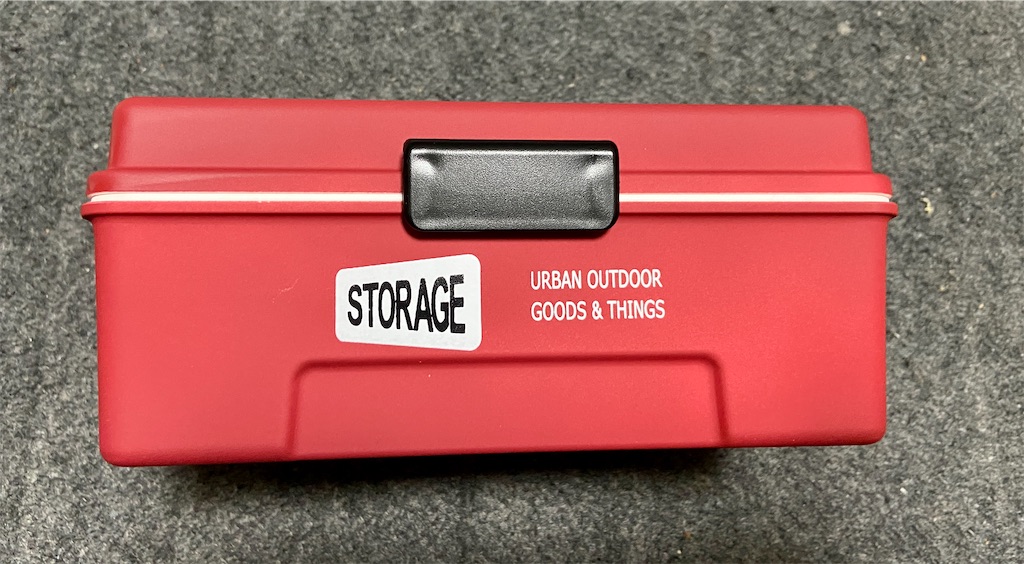 STORAGE
URBAN OUTDOOR
GOODS & THINGS